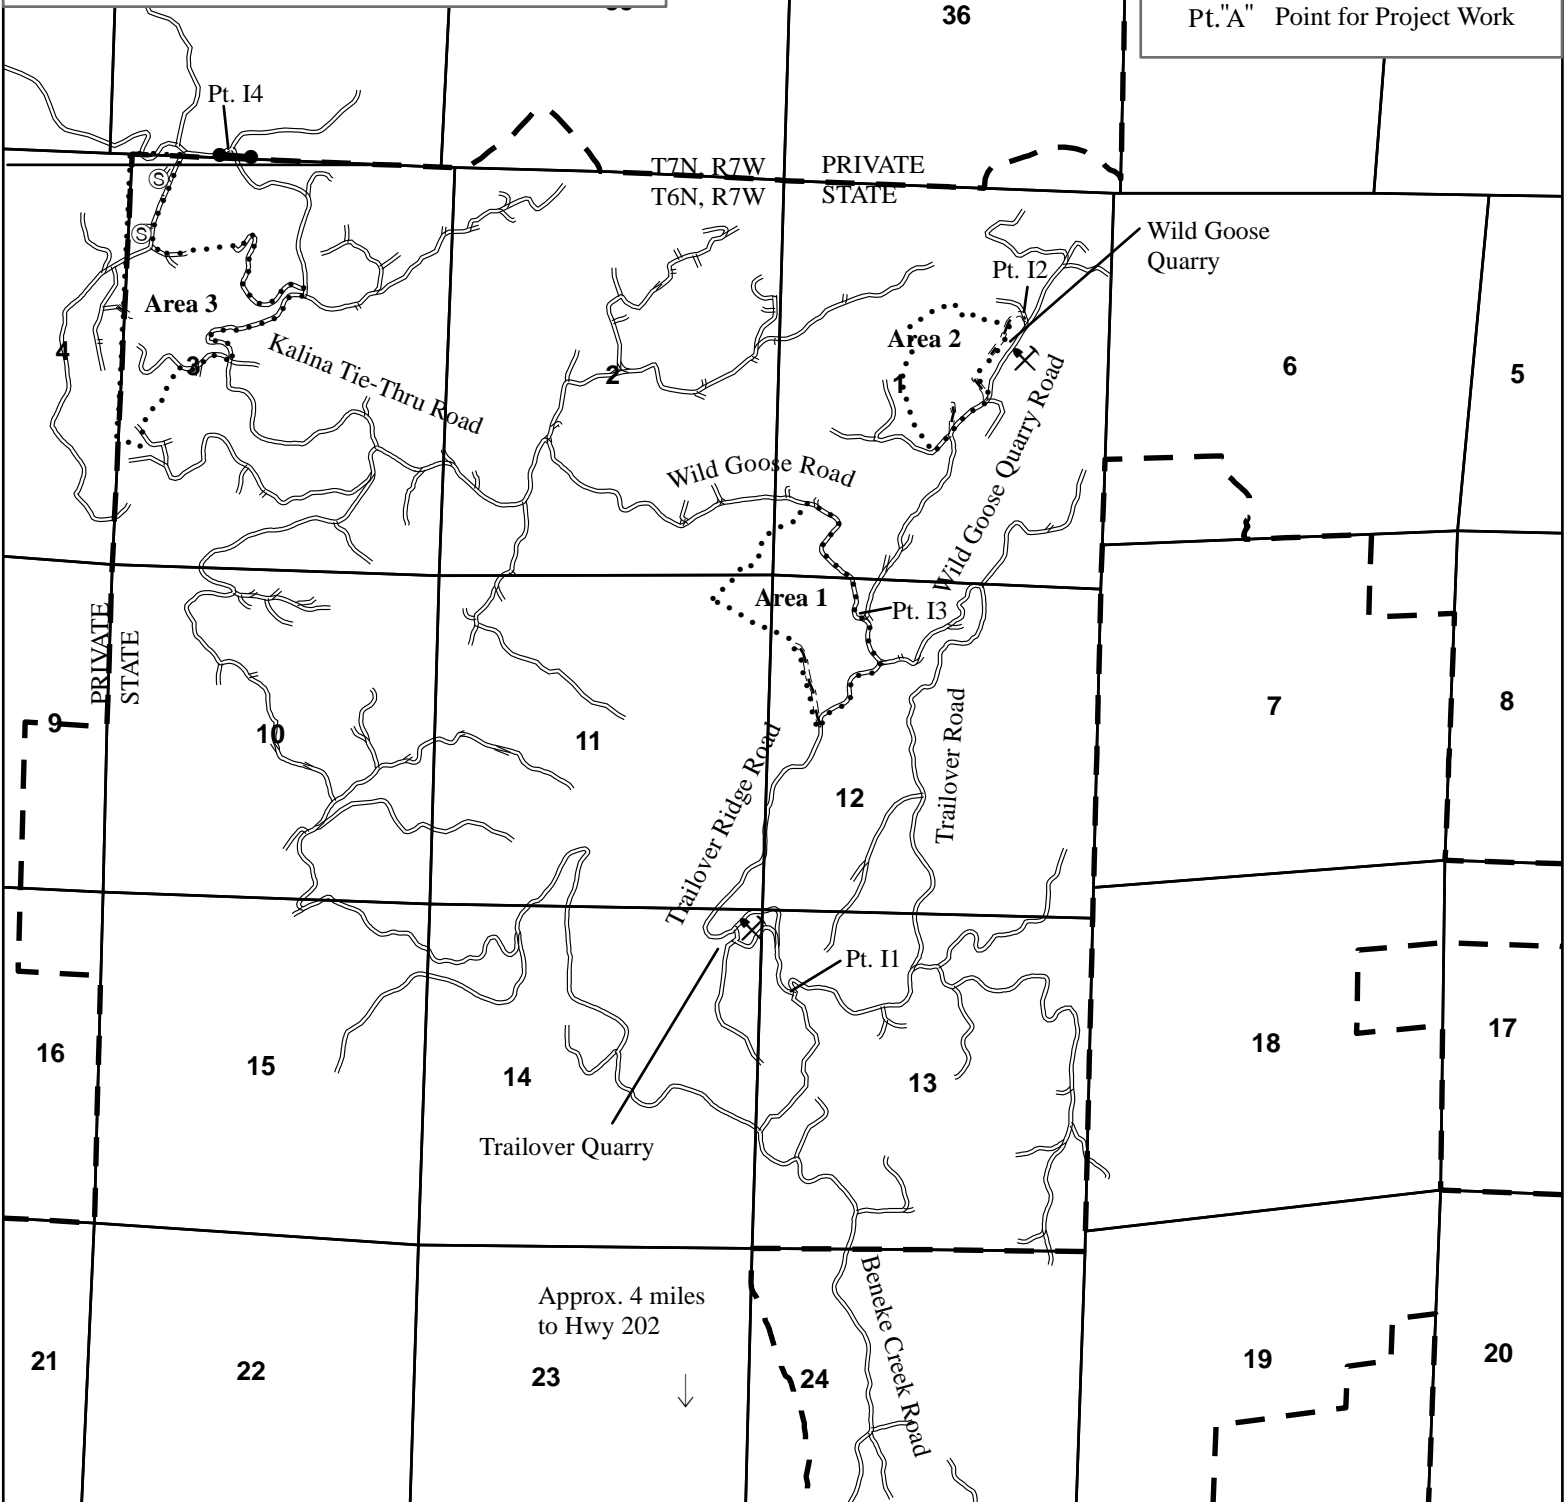 36
Pt."A" Point for Project Work
Pt. I4
T7N, R7W
PRIVATE
T6N, R7W
STATE
S
S
Wild Goose
Quarry
Pt. I2
Area 3
Area 2
Kalina Tie-Thru Road
4
3
2
1
6
5
Wild Goose Road
Wild Goose Quarry Road
Area 1
Pt. I3
PRIVATE
STATE
9
10
11
12
7
8
Trailover Ridge Road
Trailover Road
Pt. I1
16
15
14
13
18
17
Trailover Quarry
Approx. 4 miles
to Hwy 202
Beneke Creek Road
21
22
23
24
19
20